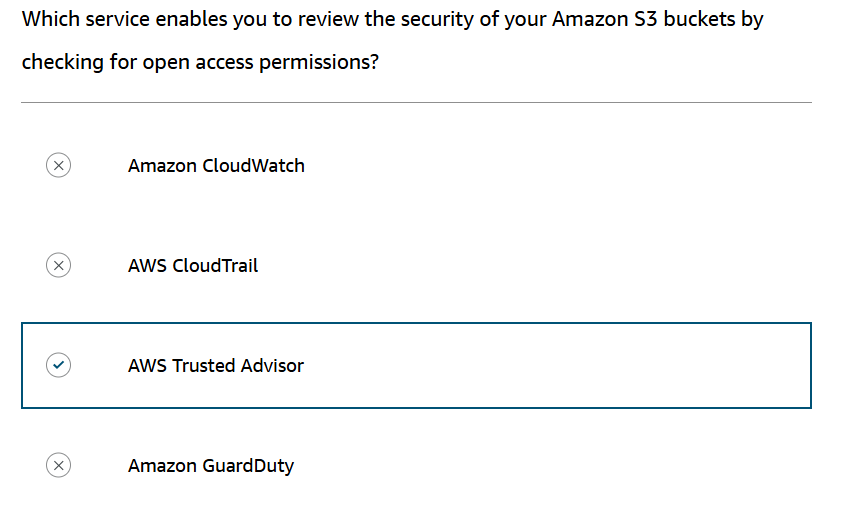 Which service enables you to review the security of your Amazon S3 buckets by
checking for open access permissions?
Amazon CloudWatch
AWS CloudTrail
AWS Trusted Advisor
Amazon GuardDuty